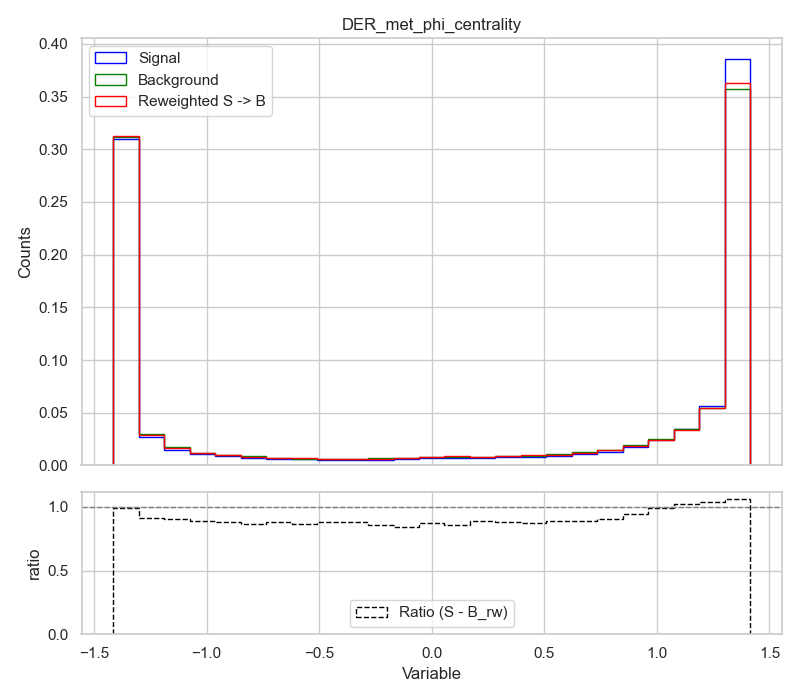 DER_met_phi_centrality
Signal
Background
Reweighted S -> B
Counts
0.40
0.35
0.30
0.25
0.20
0.15
0.10
0.05
0.00
ratio
1.0
0.5
0.0
Ratio (S - B_rw)
−1.5 −1.0 −0.5 0.0 0.5 1.0 1.5
Variable